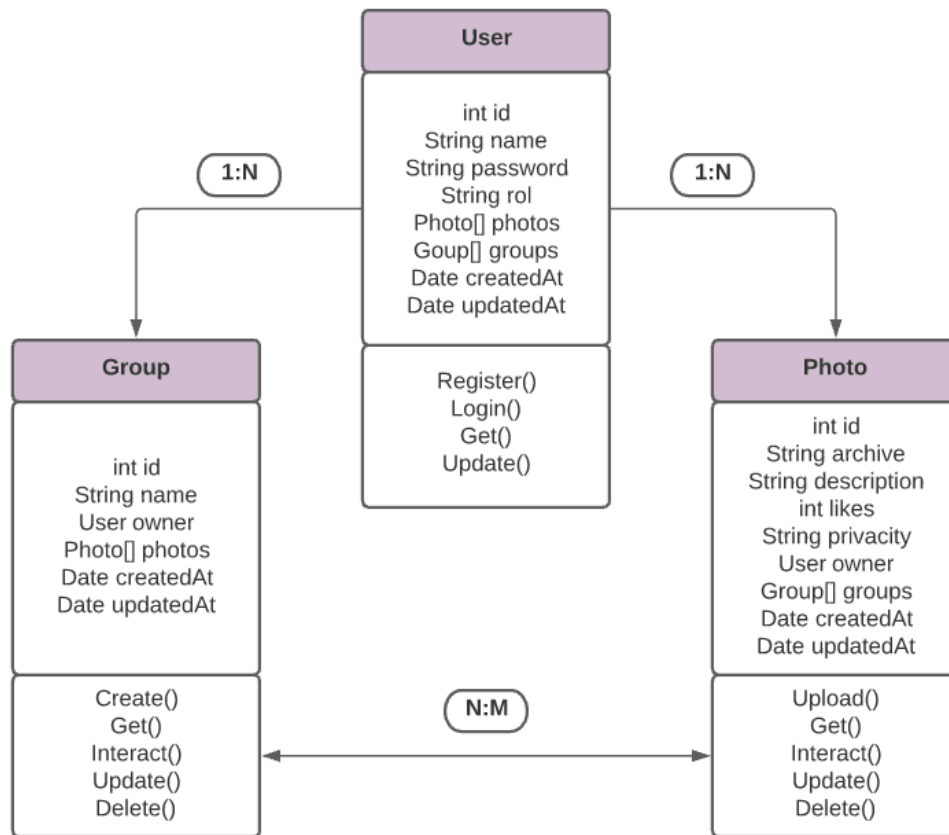 User
int id
String name
String password
String rol
Photo[] photos
Goup[] groups
Date createdAt
Date updatedAt
Register()
Login()
Get()
Update()
1:N
1:N
Group
int id
String name
User owner
Photo[] photos
Date createdAt
Date updatedAt
Create()
Get()
Interact()
Update()
Delete()
N:M
Photo
int id
String archive
String description
int likes
String privacity
User owner
Group[] groups
Date createdAt
Date updatedAt
Upload()
Get()
Interact()
Update()
Delete()